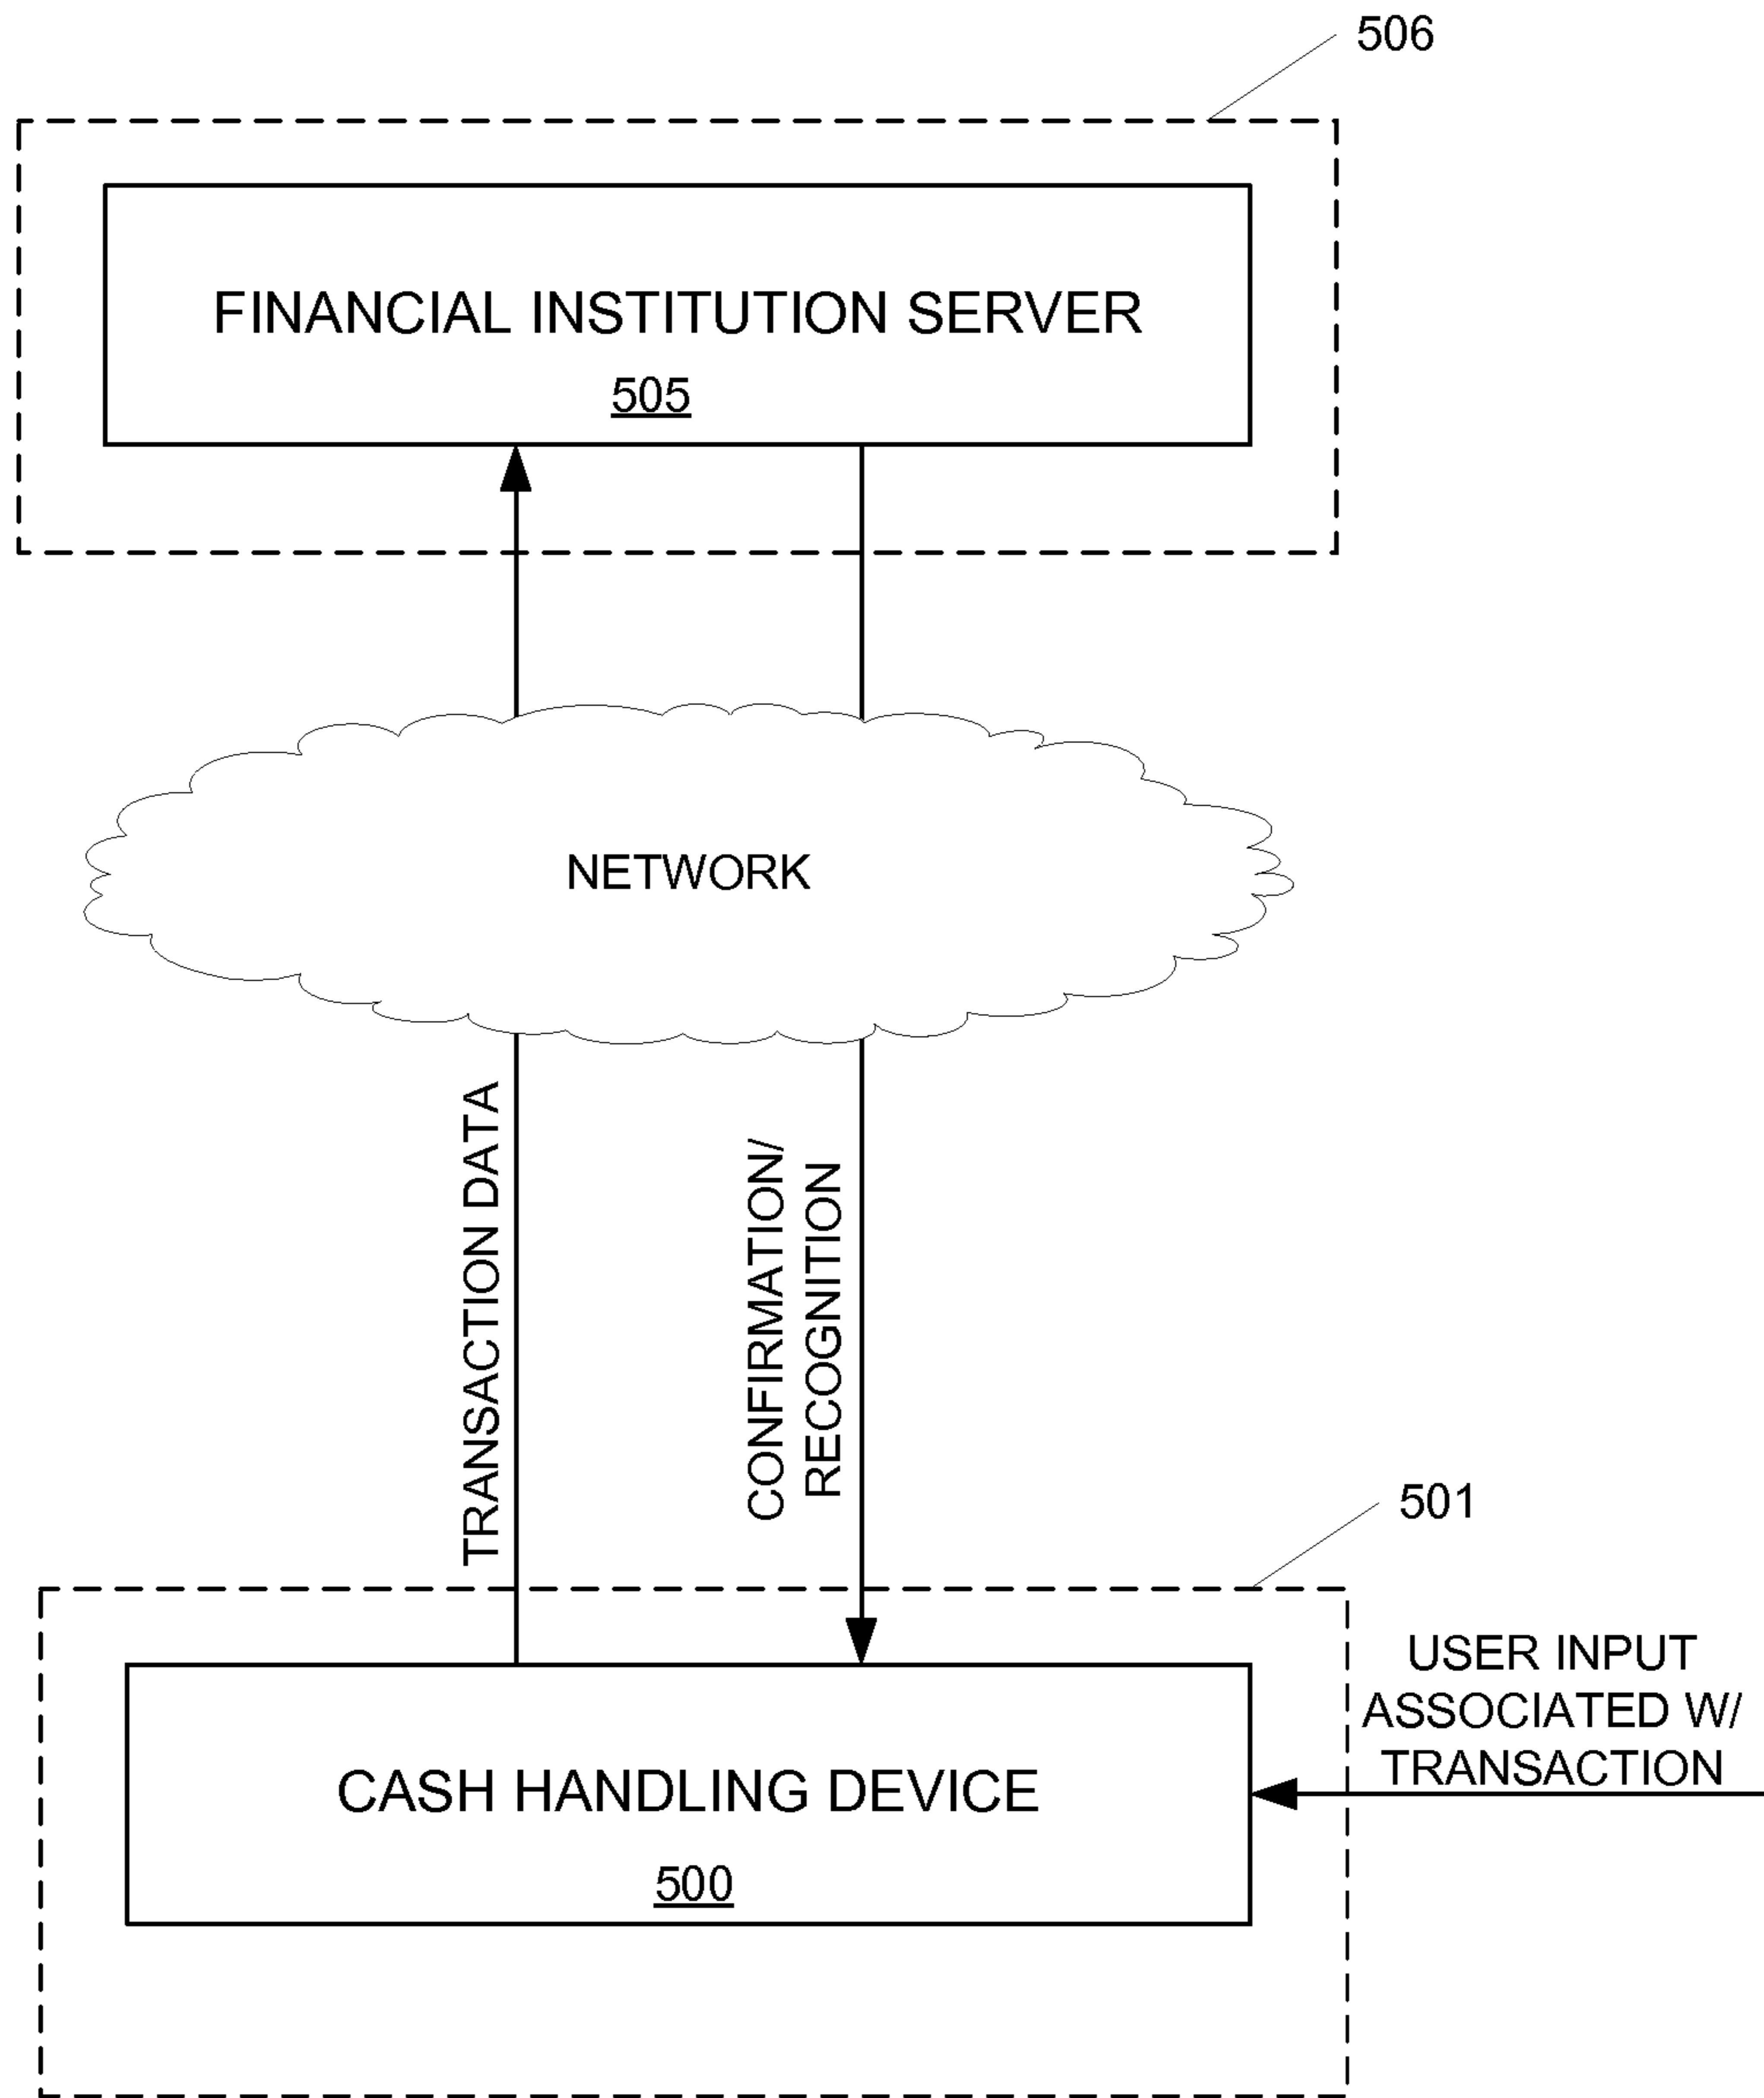 506
FINANCIAL INSTITUTION SERVER
505
NETWORK
TRANSACTION DATA
CONFIRMATION/
RECOGNITION
501
USER INPUT
ASSOCIATED W/
TRANSACTION
CASH HANDLING DEVICE
500